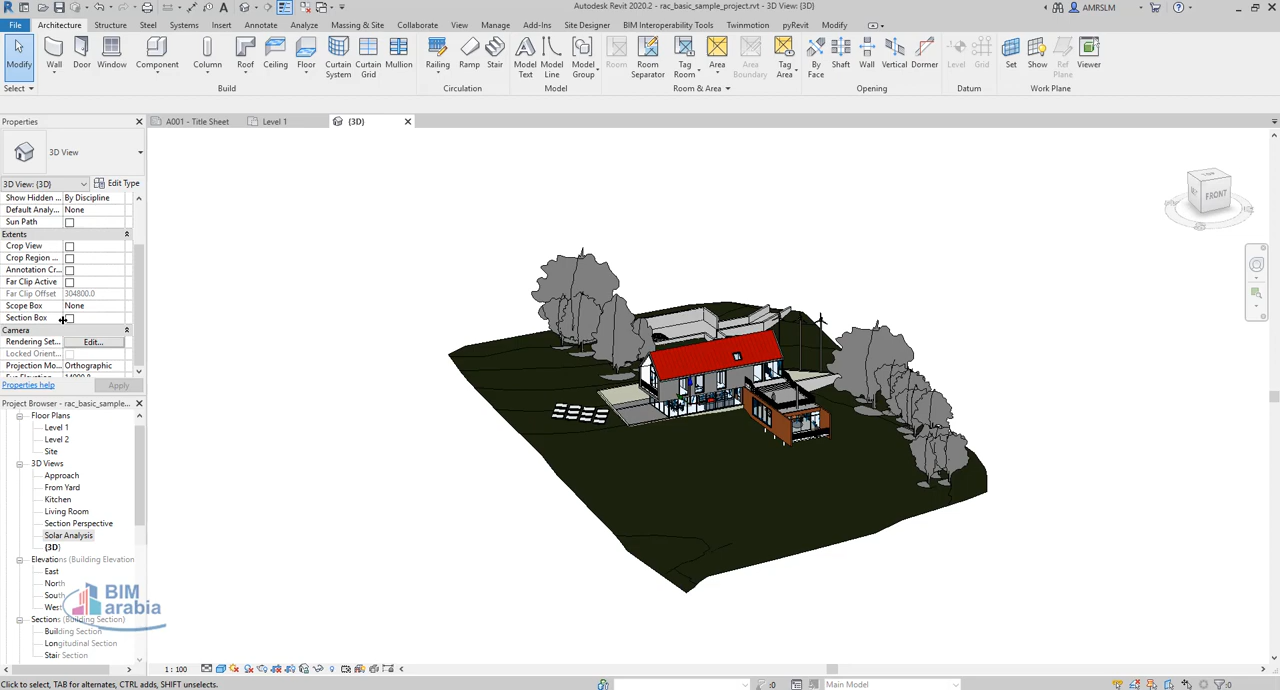 Autodesk Revit 2020.2 - rac_basic_sample_project.rvt - 3D View: {3D}
AMRSLM
File Architecture Structure Steel Systems Insert Annotate Analyze Massing & Site Collaborate View Manage Add-Ins Site Designer BIM Interoperability Tools Twinmotion pyRevit Modify
Modify Wall Door Window Component Column Roof Ceiling Floor Curtain System Curtain Grid Mullion Railing Ramp Stair Model Text Model Line Model Group Room Room Separator Tag Room Area Area Boundary Tag Area By Face Shaft Wall Vertical Dormer Level Grid Set Show Ref Plane Viewer
Select Build Circulation Model Room & Area Opening Datum Work Plane
Properties
A001 - Title Sheet Level 1 {3D}
3D View
3D View: {3D} Edit Type
Show Hidden ... By Discipline
Default Analy... None
Sun Path
Extents
Crop View
Crop Region ...
Annotation Cr...
Far Clip Active
Far Clip Offset 304800.0
Scope Box None
Section Box
Camera
Rendering Set... Edit...
Locked Orient...
Projection Mo... Orthographic
Properties help Apply
Project Browser - rac_basic_sample...
Floor Plans
Level 1
Level 2
Site
3D Views
Approach
From Yard
Kitchen
Living Room
Section Perspective
Solar Analysis
{3D}
Elevations (Building Elevation)
East
North
South
West
Sections (Building Section)
Building Section
Longitudinal Section
Stair Section
BIM
arabia
FRONT
1 : 100
Click to select, TAB for alternates, CTRL adds, SHIFT unselects.
:0
Main Model
:0